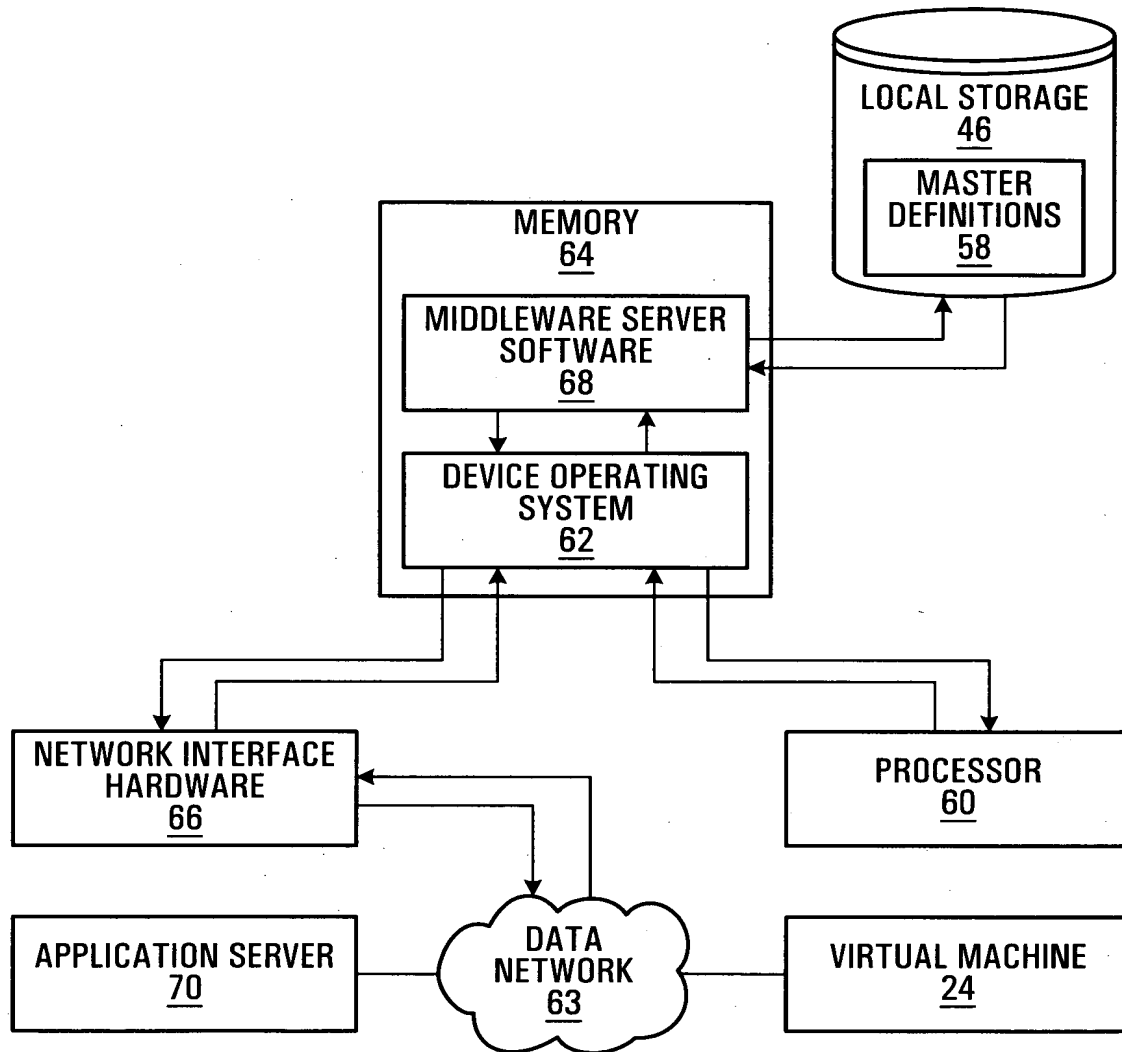 LOCAL STORAGE
46
MASTER
DEFINITIONS
58
MEMORY
64
MIDDLEWARE SERVER
SOFTWARE
68
DEVICE OPERATING
SYSTEM
62
NETWORK INTERFACE
HARDWARE
66
PROCESSOR
60
APPLICATION SERVER
70
DATA
NETWORK
63
VIRTUAL MACHINE
24